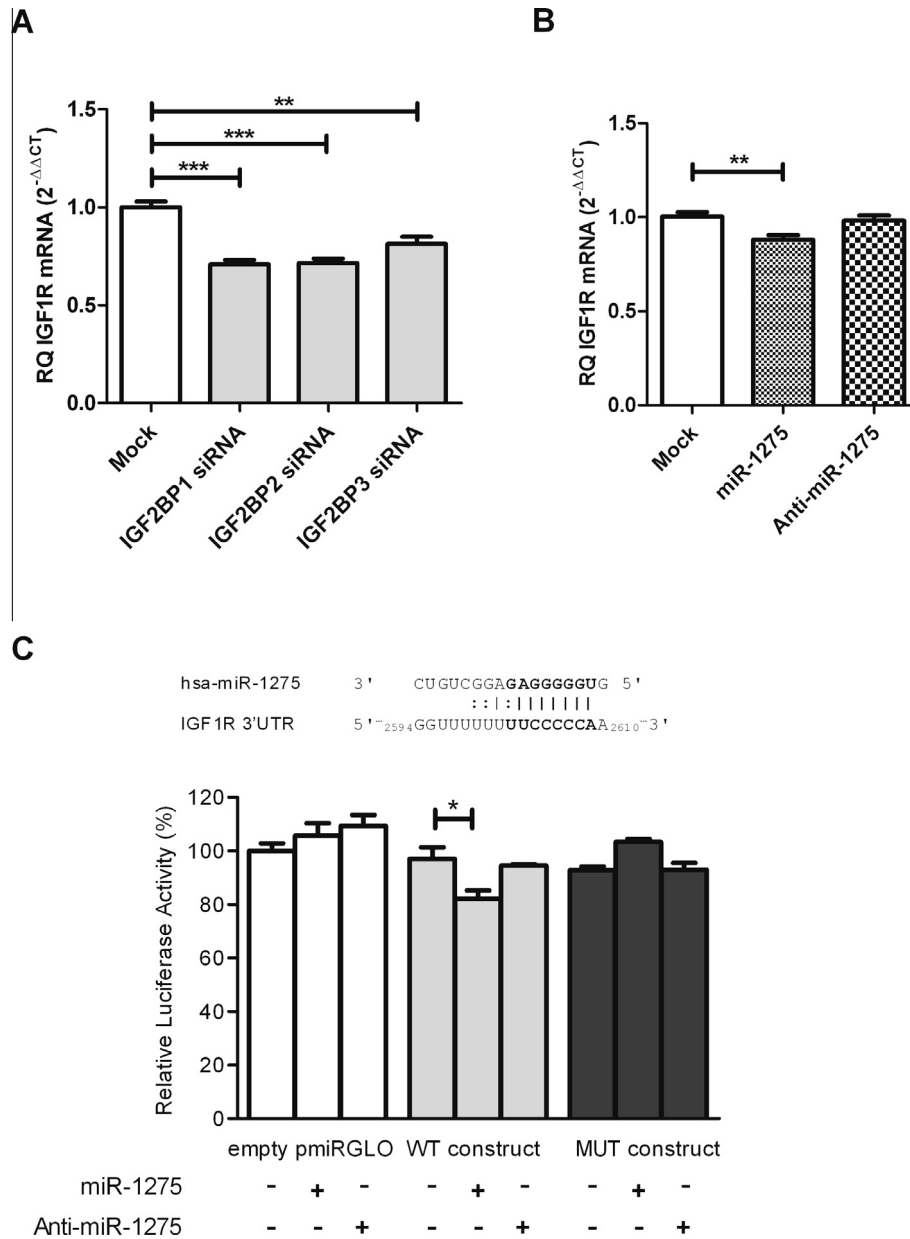 A
RQ IGF1R mRNA (2^-ΔΔCT)
1.5
1.0
0.5
0.0
**
***
***
Mock
IGF2BP1 siRNA
IGF2BP2 siRNA
IGF2BP3 siRNA
B
RQ IGF1R mRNA (2^-ΔΔCT)
1.5
1.0
0.5
0.0
**
Mock
miR-1275
Anti-miR-1275
C
hsa-miR-1275 3' CUGUCGGAGAGGGGGUG 5'
::|:|||||||
IGF1R 3'UTR 5'…2594GGUUUUUUUUCCCCCAA2610…3'
Relative Luciferase Activity (%)
120
100
80
60
40
20
0
*
empty pmiRGLO WT construct MUT construct
miR-1275 - + - - + - - + -
Anti-miR-1275 - - + - - + - - +